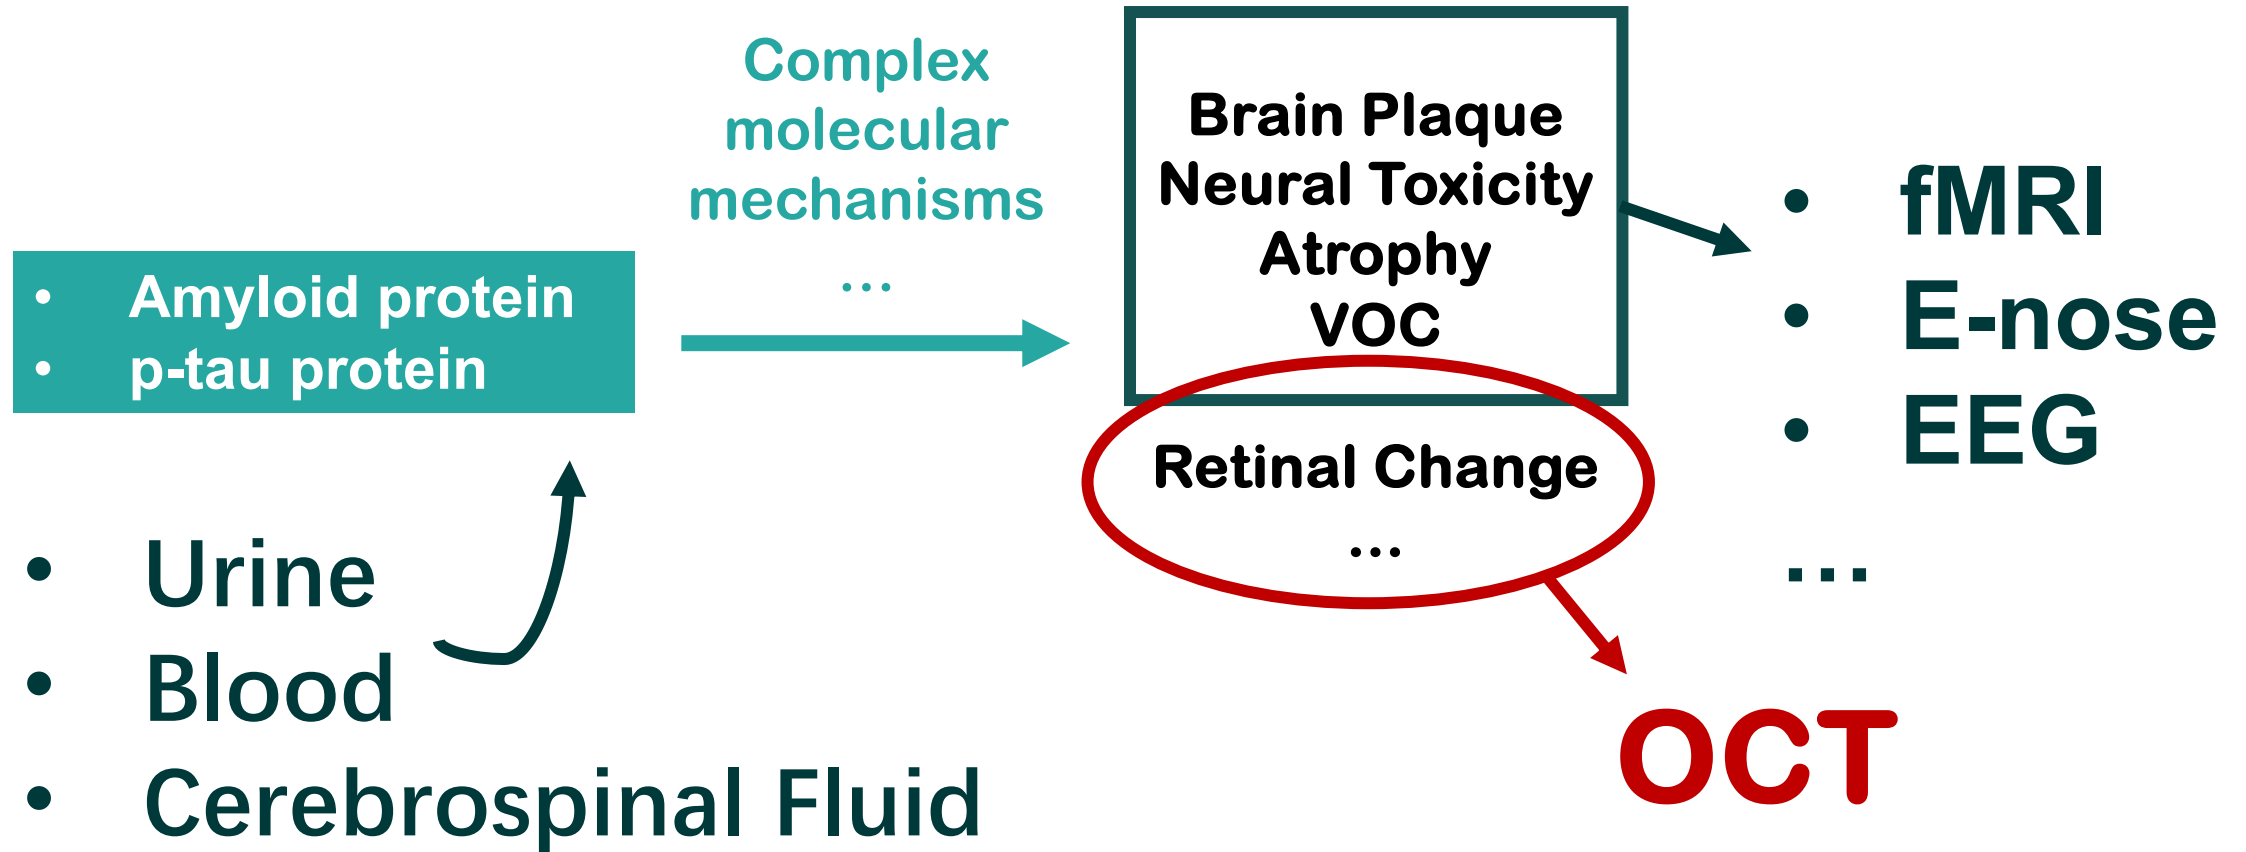 Complex
molecular
mechanisms
...
• Amyloid protein
• p-tau protein
• Urine
• Blood
• Cerebrospinal Fluid
Brain Plaque
Neural Toxicity
Atrophy
VOC
Retinal Change
...
• fMRI
• E-nose
• EEG
...
OCT